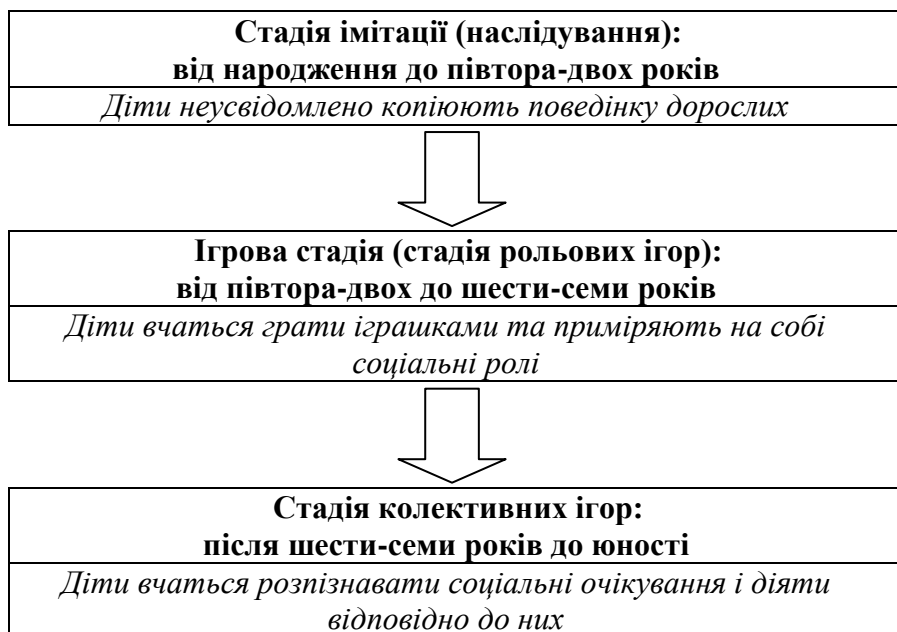 Стадія імітації (наслідування):
від народження до півтора-двох років
Діти неусвідомлено копіюють поведінку дорослих
Ігрова стадія (стадія рольових ігор):
від півтора-двох до шести-семи років
Діти вчаться грати іграшками та приміряють на собі
соціальні ролі
Стадія колективних ігор:
після шести-семи років до юності
Діти вчаться розпізнавати соціальні очікування і діяти
відповідно до них